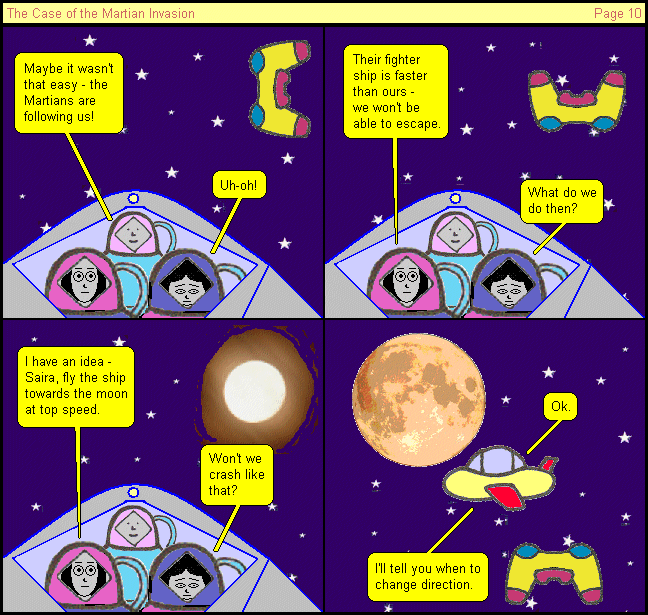 The Case of the Martian Invasion
Page 10
Maybe it wasn't
that easy - the
Martians are
following us!
Uh-oh!
Their fighter
ship is faster
than ours -
we won't be
able to escape.
What do we
do then?
I have an idea -
Saira, fly the ship
towards the moon
at top speed.
Won't we
crash like
that?
Ok.
I'll tell you when to
change direction.